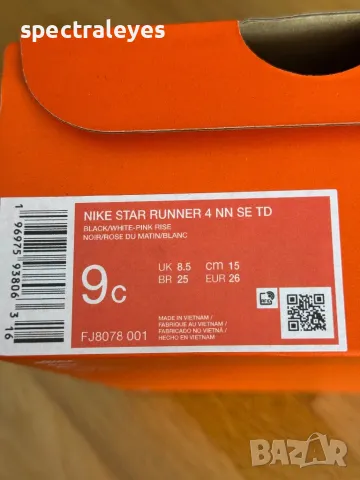 spectraleyes
NIKE STAR RUNNER 4 NN SE TD
BLACK/WHITE-PINK RISE
NOIR/ROSE DU MATIN/BLANC
9C
UK 8.5 cm 15
BR 25 EUR 26
MADE IN VIETNAM /
FABRIQUE AU VIETNAM /
FABRICADO NO VIETNÃ /
HECHO EN VIETNAM
FJ8078 001
1 96975 93806 3 16
BAZAR